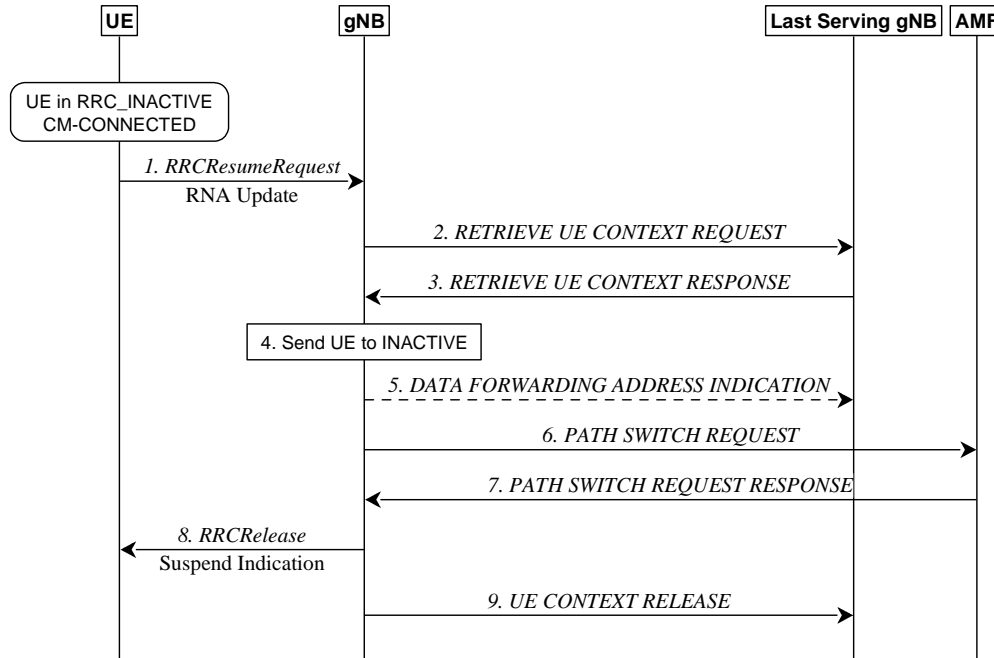 UE gNB Last Serving gNB AMF
UE in RRC_INACTIVE
CM-CONNECTED
1. RRCResumeRequest
RNA Update
2. RETRIEVE UE CONTEXT REQUEST
3. RETRIEVE UE CONTEXT RESPONSE
4. Send UE to INACTIVE
5. DATA FORWARDING ADDRESS INDICATION
6. PATH SWITCH REQUEST
7. PATH SWITCH REQUEST RESPONSE
8. RRCRelease
Suspend Indication
9. UE CONTEXT RELEASE